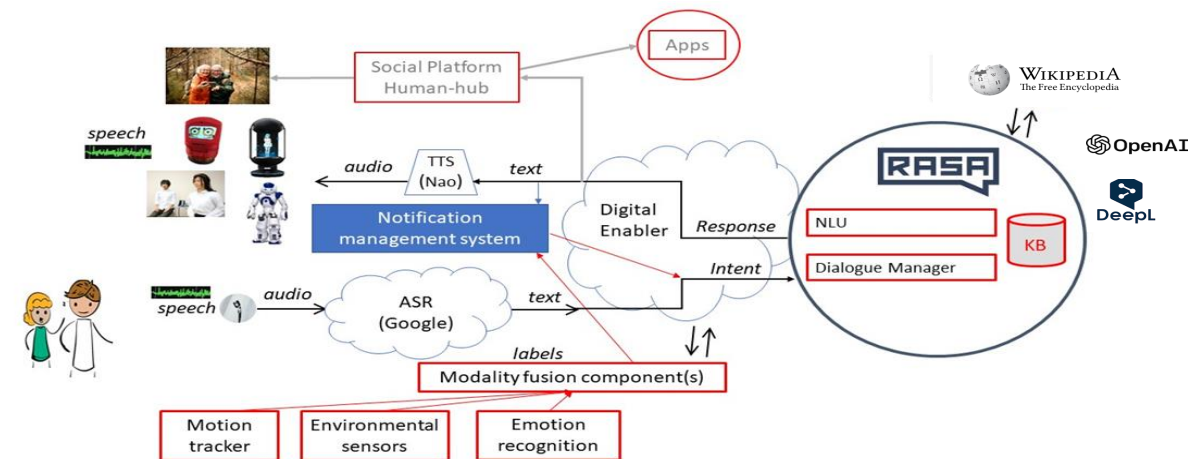 Apps
Social Platform
Human-hub
WIKIPEDIA
The Free Encyclopedia
speech
OpenAI
RASA
audio
TTS
(Nao)
text
DeepL
Digital
Enabler
Notification
management system
Response
NLU
KB
Intent
Dialogue Manager
speech
audio
ASR
(Google)
text
labels
Modality fusion component(s)
Motion
tracker
Environmental
sensors
Emotion
recognition